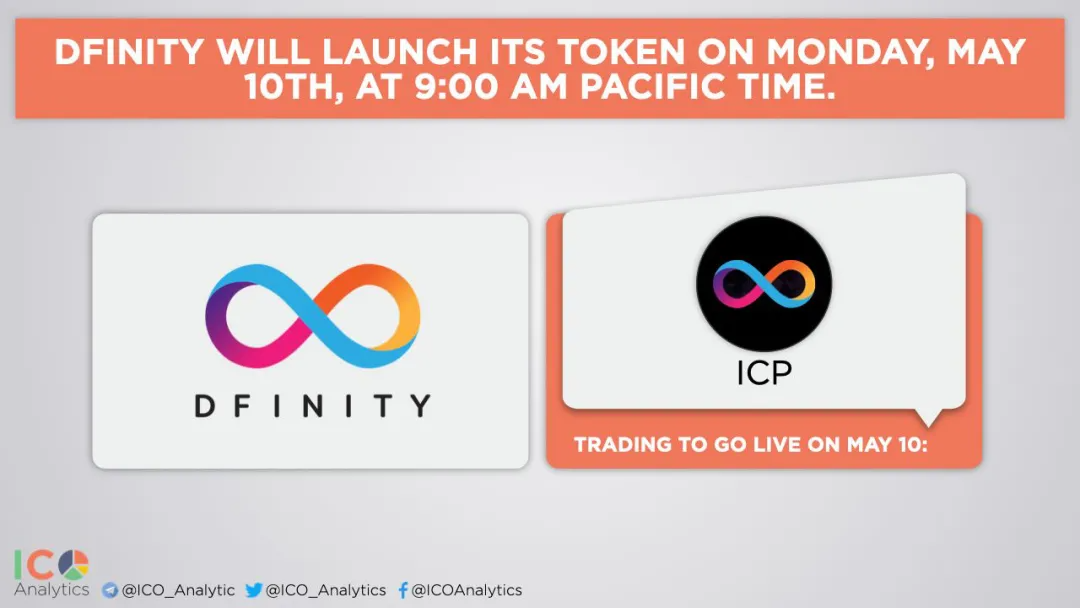 DFINITY WILL LAUNCH ITS TOKEN ON MONDAY, MAY
10TH, AT 9:00 AM PACIFIC TIME.
DFINITY
ICP
TRADING TO GO LIVE ON MAY 10:
ICO
Analytics
@ICO_Analytic
@ICO_Analytics
@ICOAnalytics